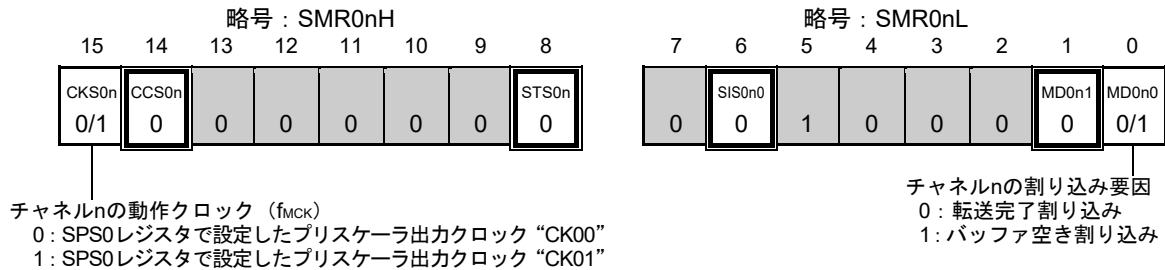 略号：SMR0nH 略号：SMR0nL
15 14 13 12 11 10 9 8 7 6 5 4 3 2 1 0
CKS0n CCS0n STS0n SIS0n0 MD0n1 MD0n0
0/1 0 0 0 0 0 0 0 0 0 1 0 0 0 0 0/1
チャネルnの動作クロック（fMCK）
0：SPS0レジスタで設定したプリスケーラ出力クロック“CK00”
1：SPS0レジスタで設定したプリスケーラ出力クロック“CK01”
チャネルnの割り込み要因
0：転送完了割り込み
1：バッファ空き割り込み